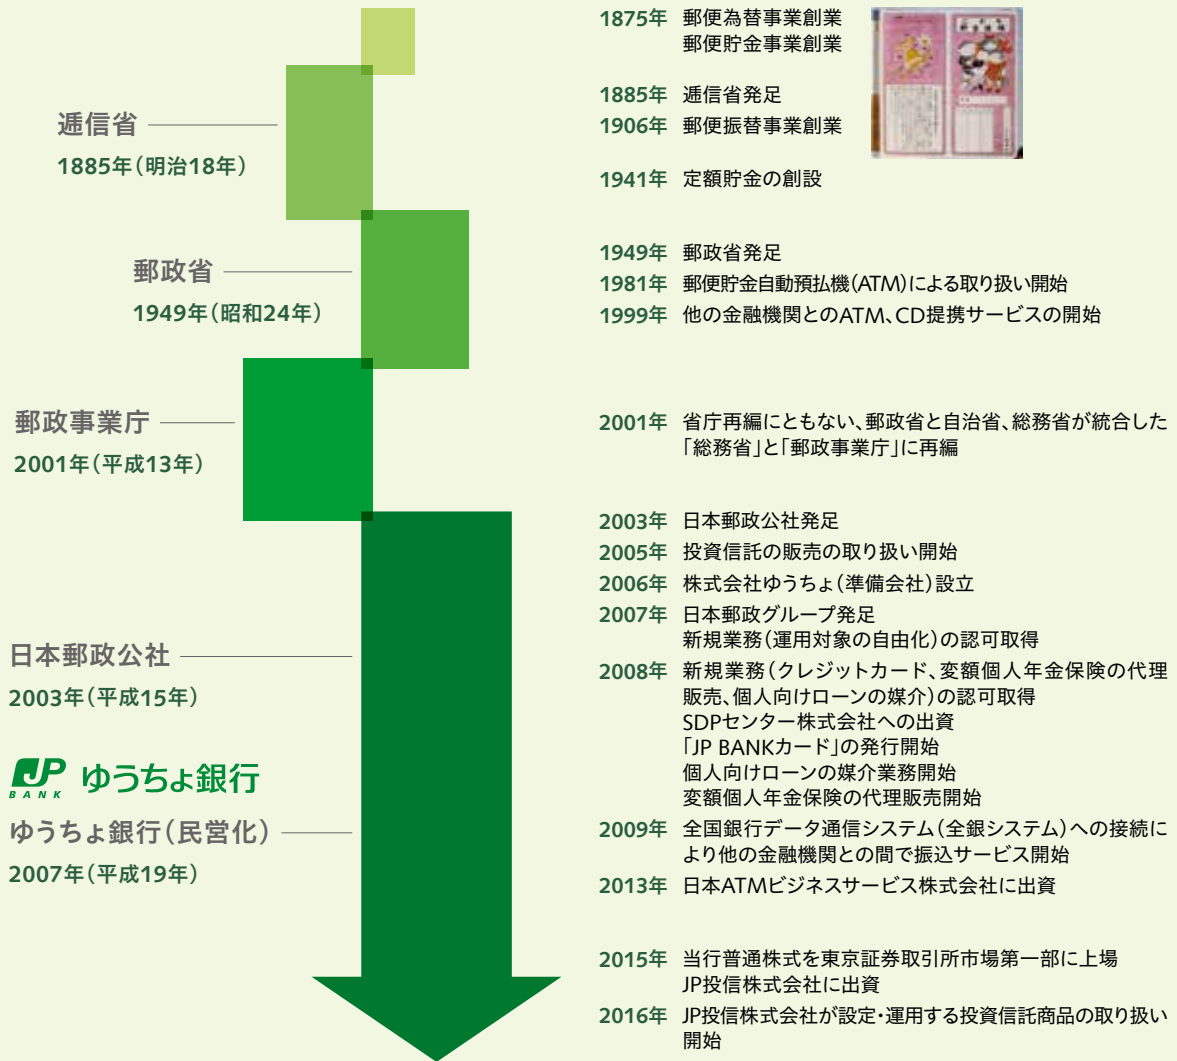 逓信省
1885年（明治18年）
郵政省
1949年（昭和24年）
郵政事業庁
2001年（平成13年）
日本郵政公社
2003年（平成15年）
JP
BANK
ゆうちょ銀行
ゆうちょ銀行（民営化）
2007年（平成19年）
1875年 郵便為替事業創業
郵便貯金事業創業
1885年 逓信省発足
1906年 郵便振替事業創業
1941年 定額貯金の創設
1949年 郵政省発足
1981年 郵便貯金自動預払機（ATM）による取り扱い開始
1999年 他の金融機関とのATM、CD提携サービスの開始
2001年 省庁再編にともない、郵政省と自治省、総務省が統合した
「総務省」と「郵政事業庁」に再編
2003年 日本郵政公社発足
2005年 投資信託の販売の取り扱い開始
2006年 株式会社ゆうちょ（準備会社）設立
2007年 日本郵政グループ発足
新規業務（運用対象の自由化）の認可取得
2008年 新規業務（クレジットカード、変額個人年金保険の代理
販売、個人向けローンの媒介）の認可取得
SDPセンター株式会社への出資
「JP BANKカード」の発行開始
個人向けローンの媒介業務開始
変額個人年金保険の代理販売開始
2009年 全国銀行データ通信システム（全銀システム）への接続に
より他の金融機関との間で振込サービス開始
2013年 日本ATMビジネスサービス株式会社に出資
2015年 当行普通株式を東京証券取引所市場第一部に上場
JP投信株式会社に出資
2016年 JP投信株式会社が設定・運用する投資信託商品の取り扱い
開始